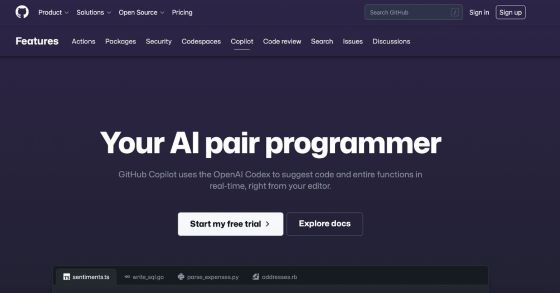 Product Solutions Open Source Pricing Search GitHub / Sign in Sign up
Features Actions Packages Security Codespaces Copilot Code review Search Issues Discussions
Your AI pair programmer
GitHub Copilot uses the OpenAI Codex to suggest code and entire functions in
real-time, right from your editor.
Start my free trial Explore docs
sentiments.ts write_sql.go parse_expenses.py addresses.rb